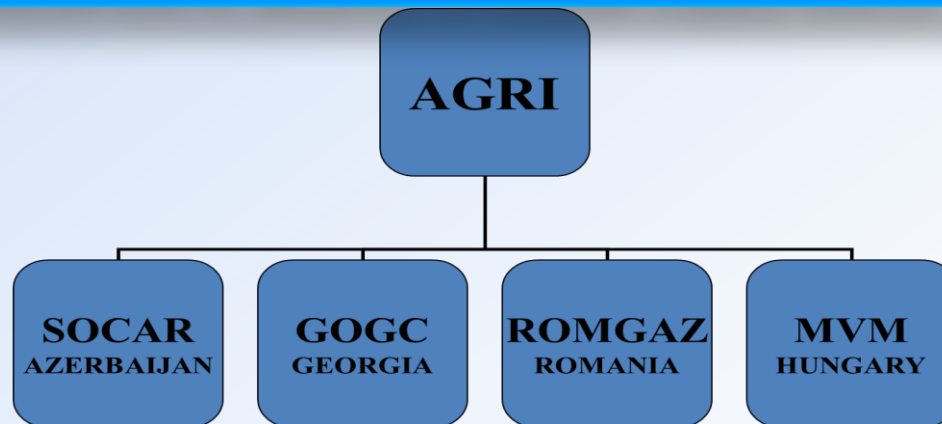 AGRI
SOCAR
AZERBAIJAN
GOGC
GEORGIA
ROMGAZ
ROMANIA
MVM
HUNGARY